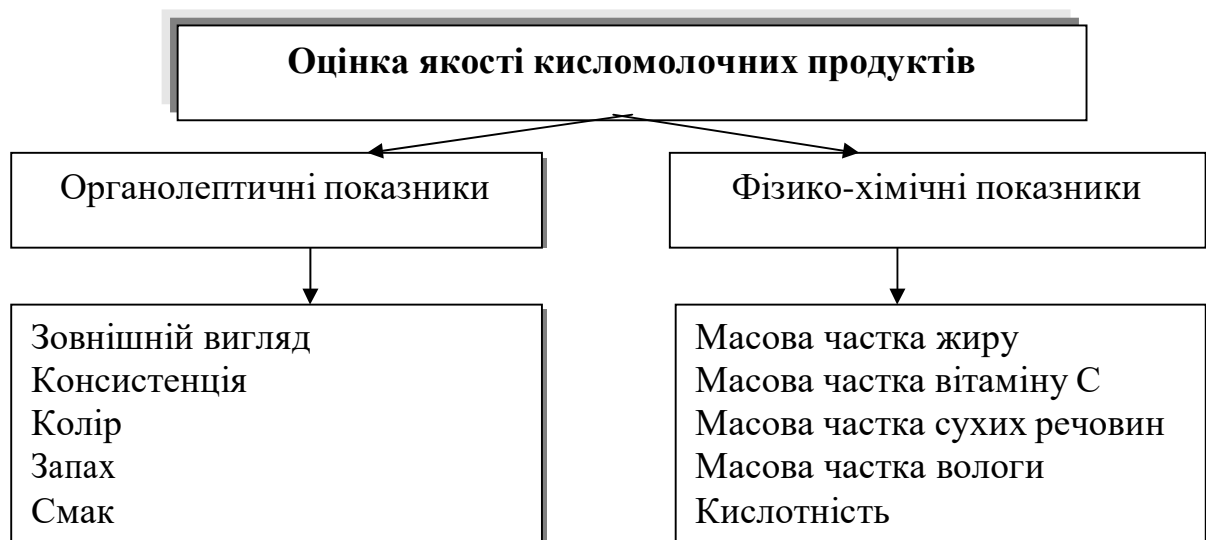 Оцінка якості кисломолочних продуктів
Органолептичні показники
Фізико-хімічні показники
Зовнішній вигляд
Консистенція
Колір
Запах
Смак
Масова частка жиру
Масова частка вітаміну С
Масова частка сухих речовин
Масова частка вологи
Кислотність